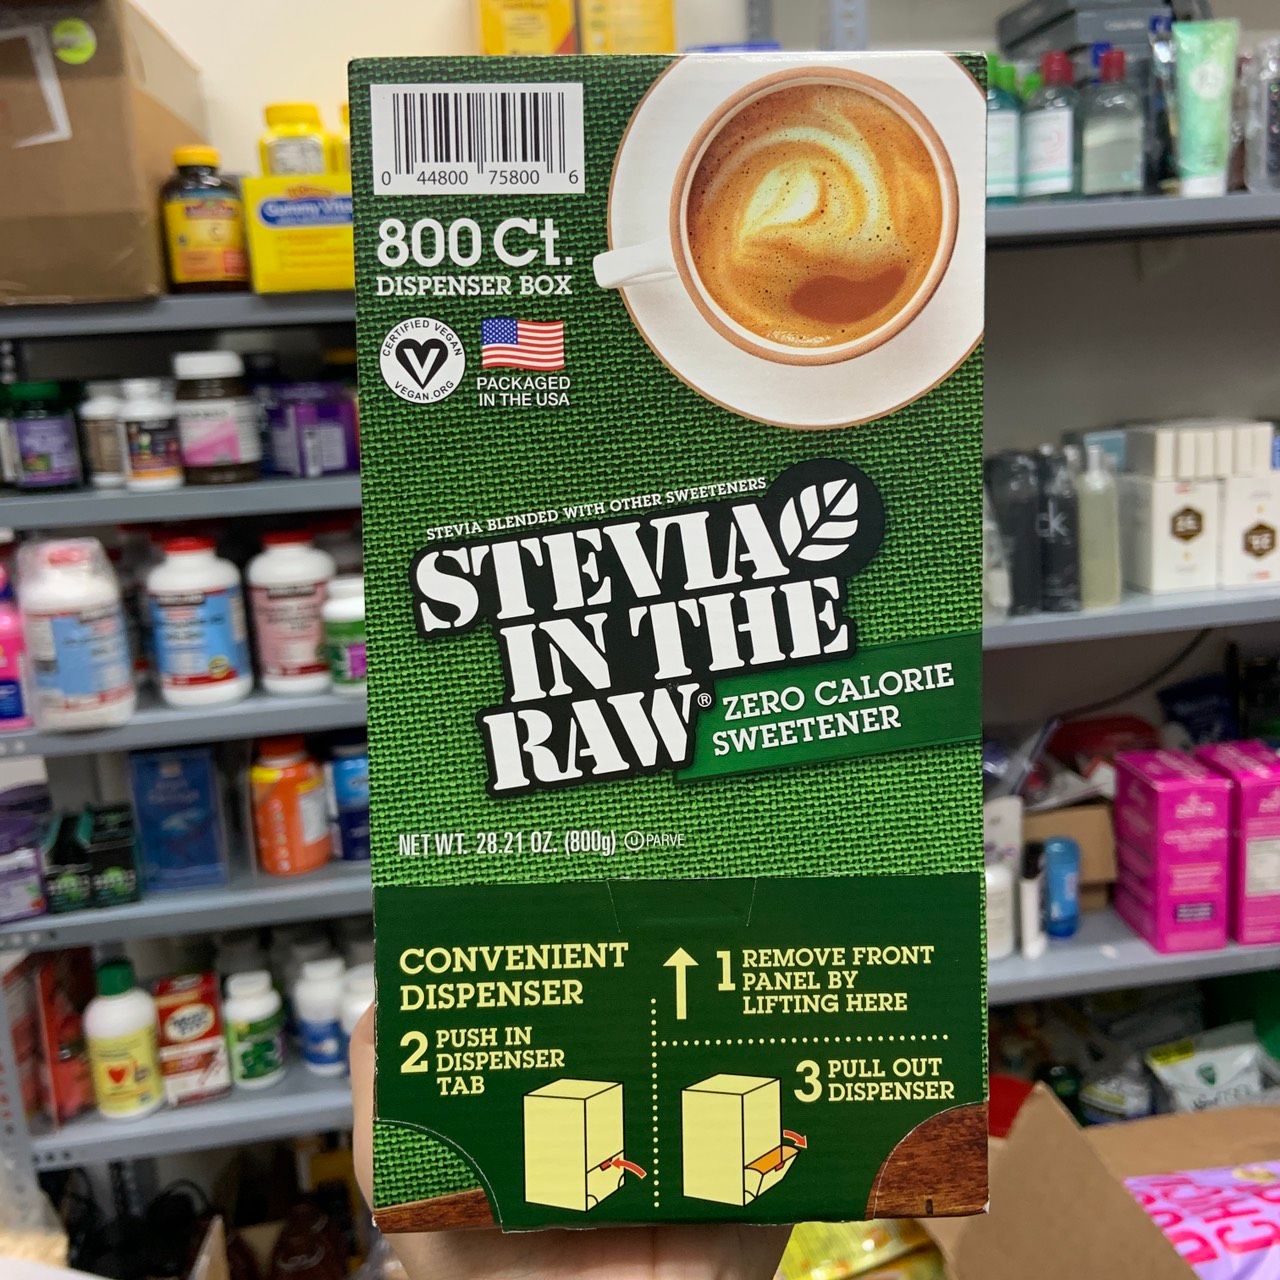 0 44800 75800 6
800 Ct.
DISPENSER BOX
CERTIFIED VEGAN
VEGAN.ORG
PACKAGED
IN THE USA
STEVIA BLENDED WITH OTHER SWEETENERS
STEVIA
IN THE
RAW®
ZERO CALORIE
SWEETENER
NET WT. 28.21 OZ. (800g) U PARVE
CONVENIENT
DISPENSER
1 REMOVE FRONT
PANEL BY
LIFTING HERE
2 PUSH IN
DISPENSER
TAB
3 PULL OUT
DISPENSER
Gummy Vites